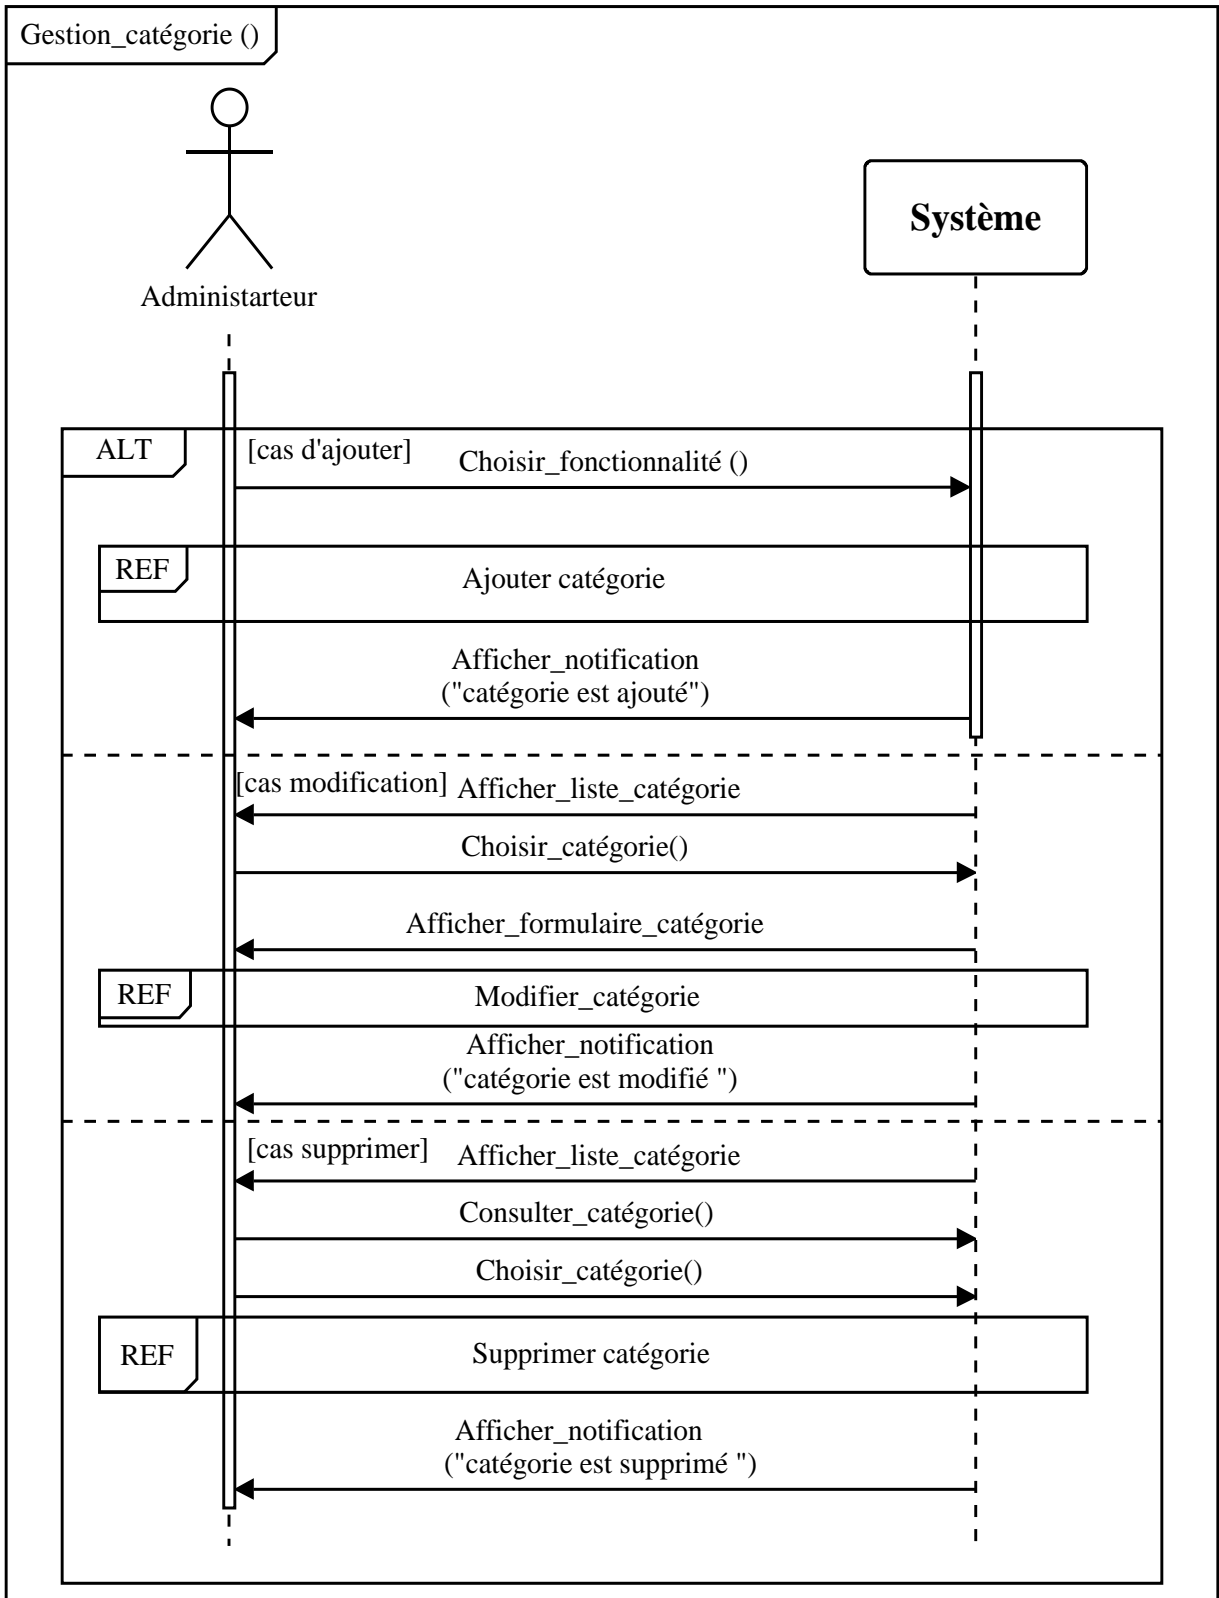 Gestion_catégorie ()
Système
Administarteur
ALT
[cas d'ajouter]
Choisir_fonctionnalité ()
REF
Ajouter catégorie
Afficher_notification
("catégorie est ajouté")
[cas modification]
Afficher_liste_catégorie
Choisir_catégorie()
Afficher_formulaire_catégorie
REF
Modifier_catégorie
Afficher_notification
("catégorie est modifié ")
[cas supprimer]
Afficher_liste_catégorie
Consulter_catégorie()
Choisir_catégorie()
REF
Supprimer catégorie
Afficher_notification
("catégorie est supprimé ")